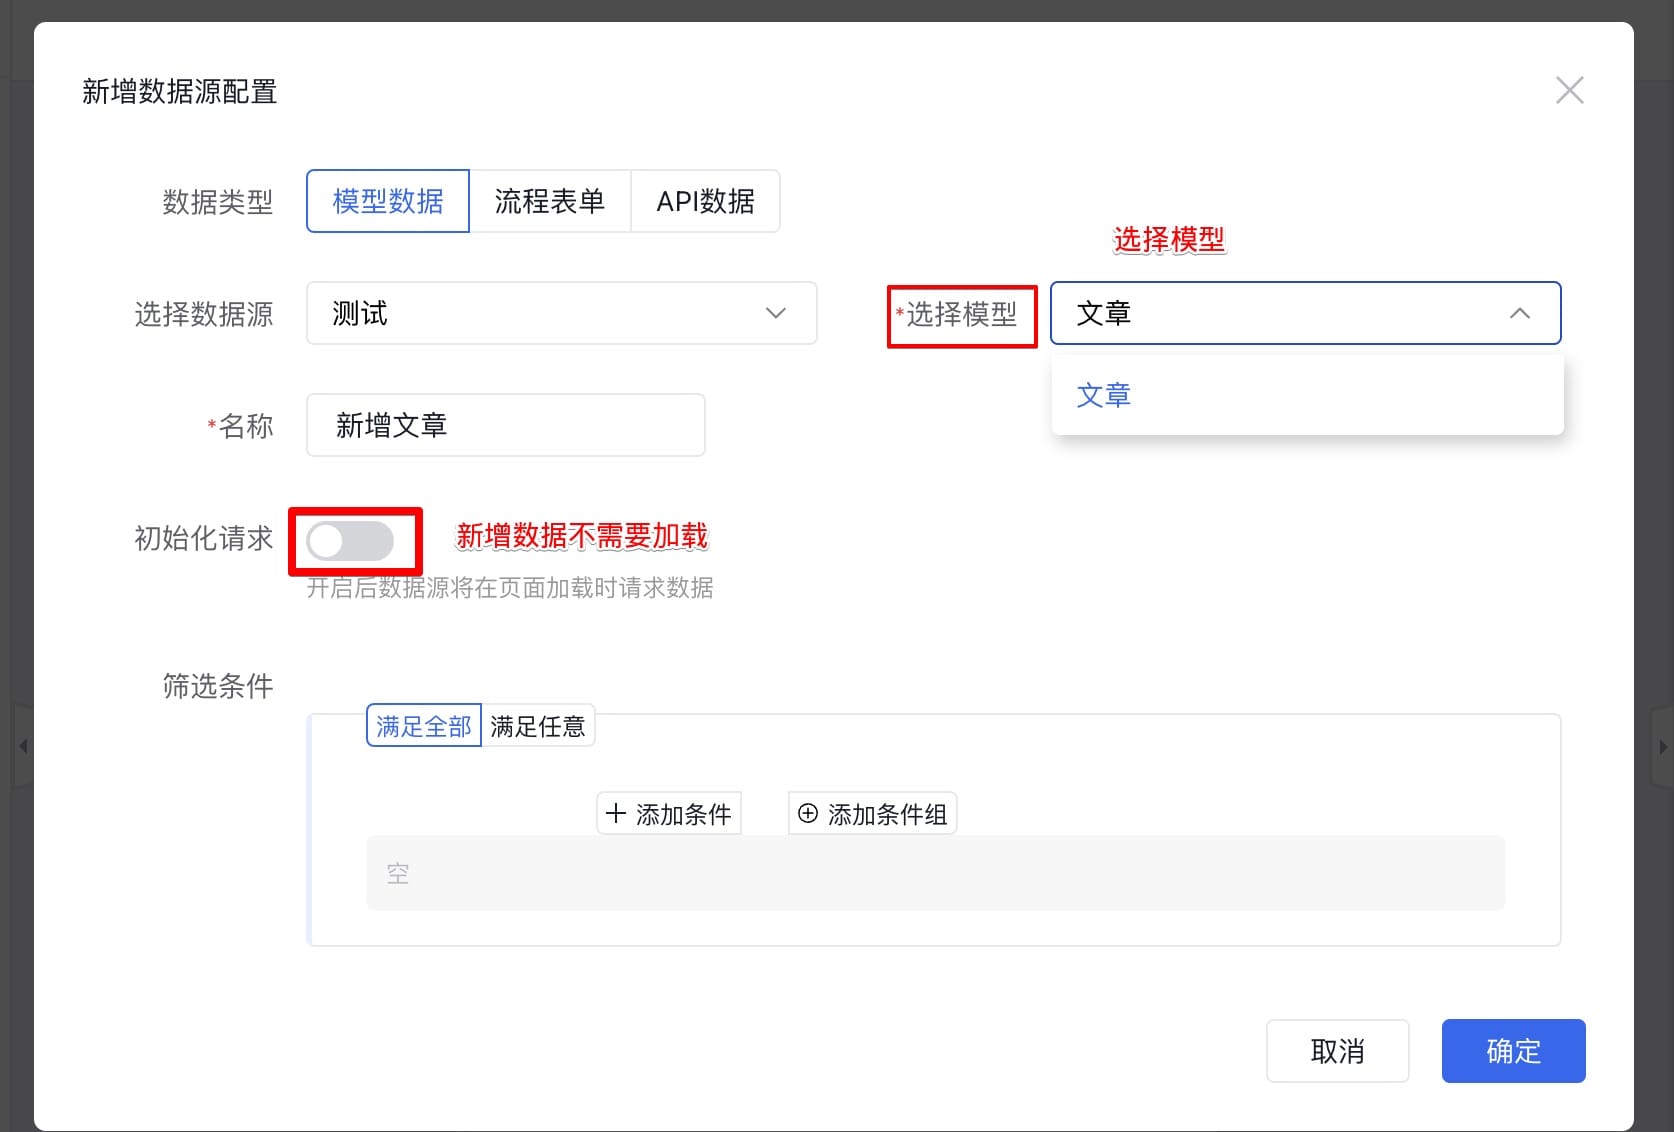 新增数据源配置
数据类型 模型数据 流程表单 API数据
选择模型
选择数据源 测试 *选择模型 文章
文章
*名称 新增文章
初始化请求 新增数据不需要加载
开启后数据源将在页面加载时请求数据
筛选条件
满足全部 满足任意
添加条件 添加条件组
空
取消 确定